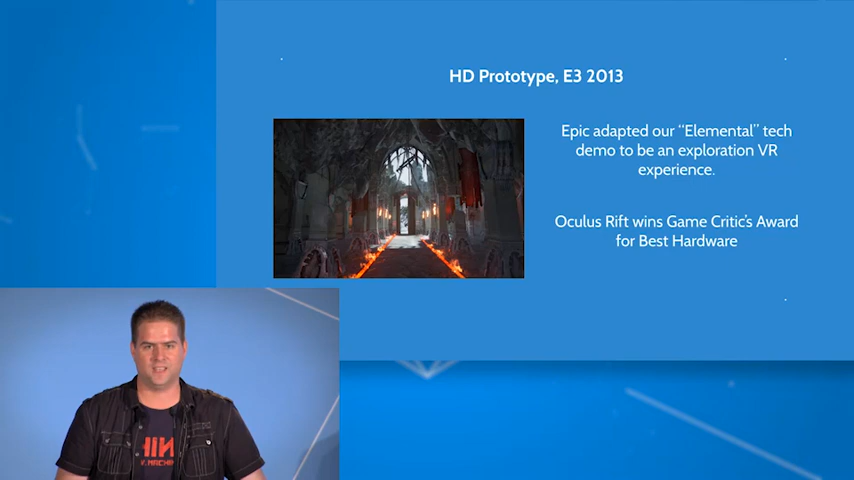 HD Prototype, E3 2013
Epic adapted our “Elemental” tech
demo to be an exploration VR
experience.
Oculus Rift wins Game Critic’s Award
for Best Hardware
MACHIN